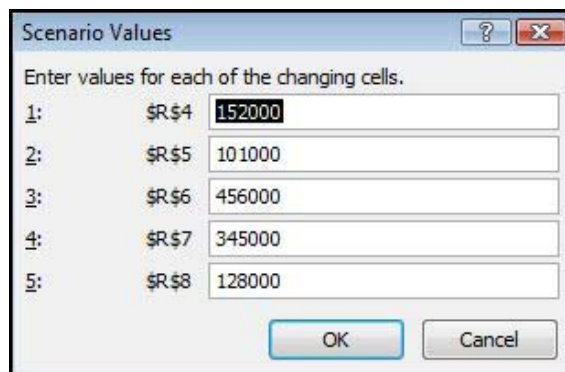 Scenario Values
Enter values for each of the changing cells.
1: $R$4 152000
2: $R$5 101000
3: $R$6 456000
4: $R$7 345000
5: $R$8 128000
OK Cancel